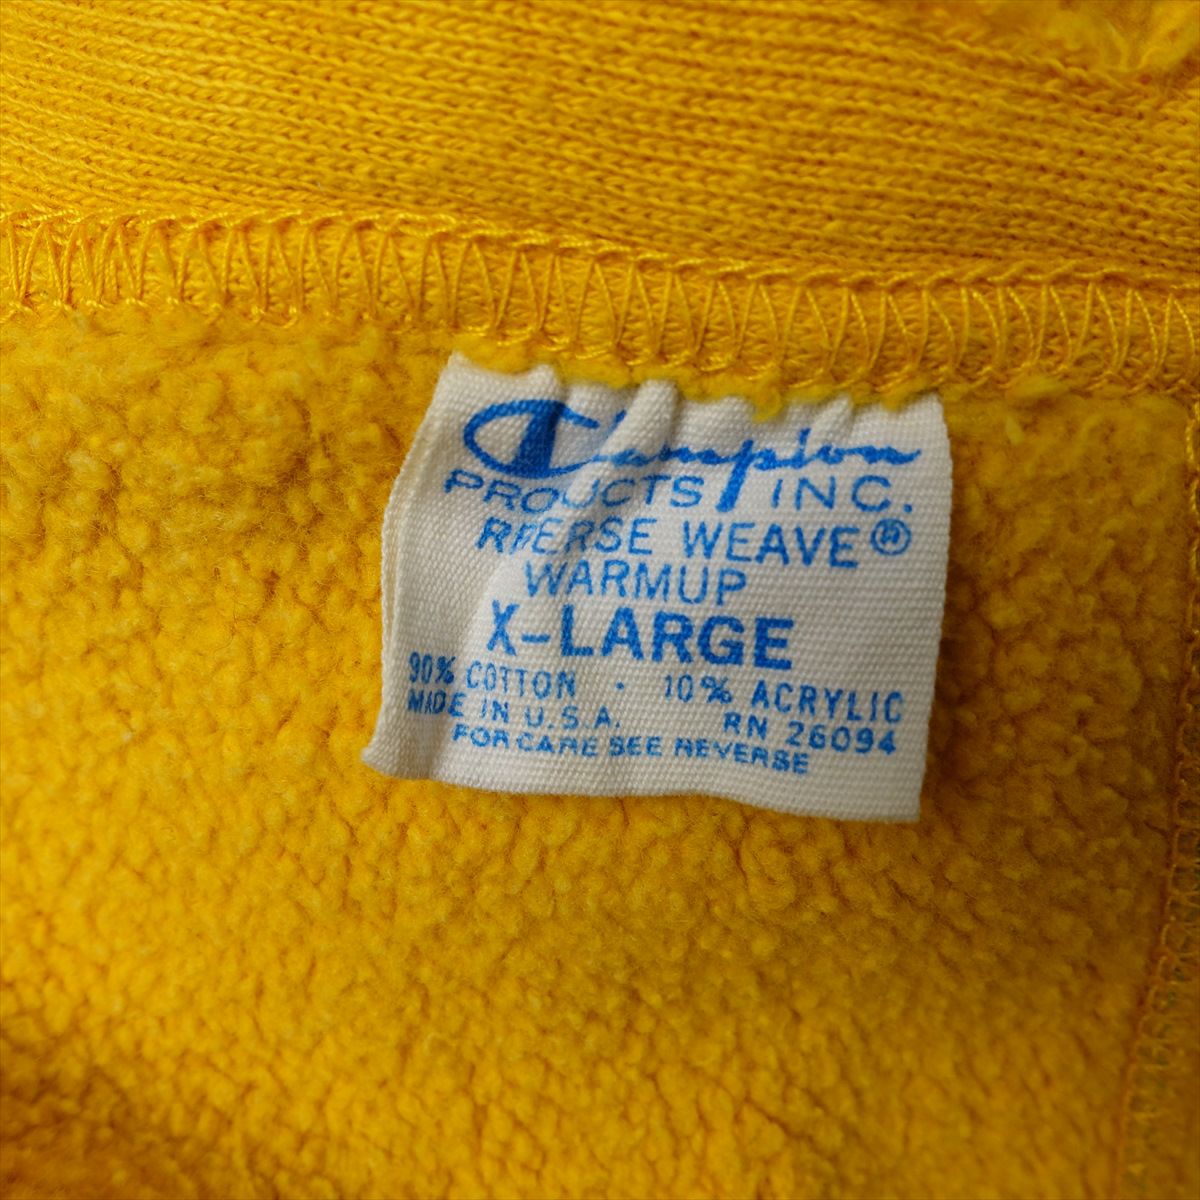 Champion
PRODUCTS INC.
REVERSE WEAVE®
WARMUP
X-LARGE
90% COTTON · 10% ACRYLIC
MADE IN U.S.A. RN 26094
FOR CARE SEE REVERSE